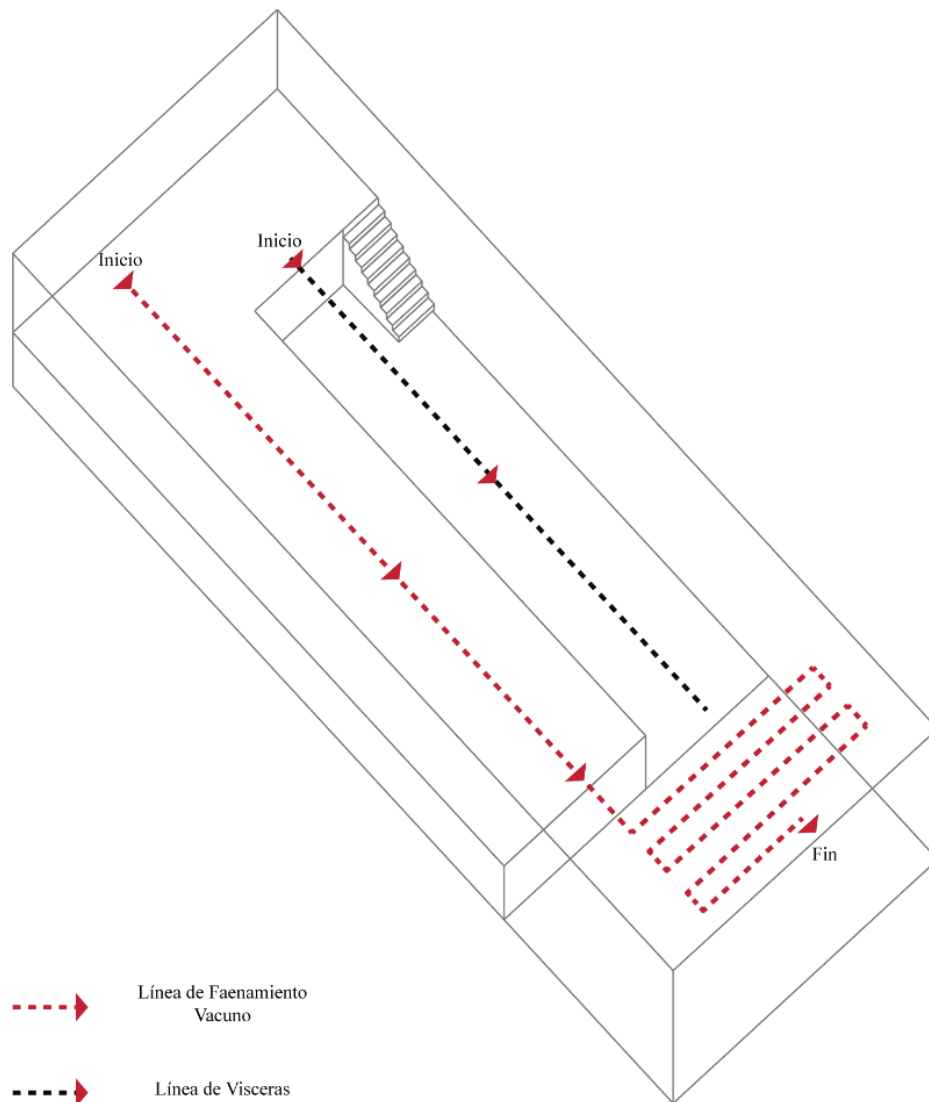 Inicio
Inicio
Fin
Línea de Faenamiento
Vacuno
Línea de Visceras